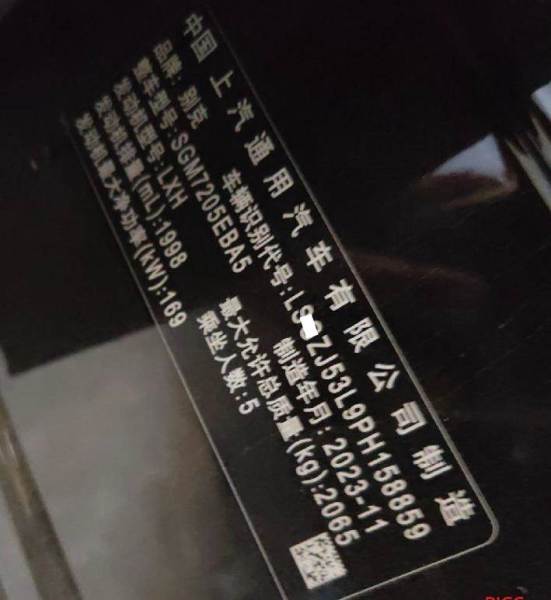 中国上汽通用汽车有限公司制造
品牌: 别克 车辆识别代号:LSGZJ53L9PH158859
整车型号:SGM7205EBA5 制造年月:2023-11
发动机型号:LXH 最大允许总质量(kg):2065
发动机排量(mL):1998 乘坐人数:5
发动机最大净功率(kW):169